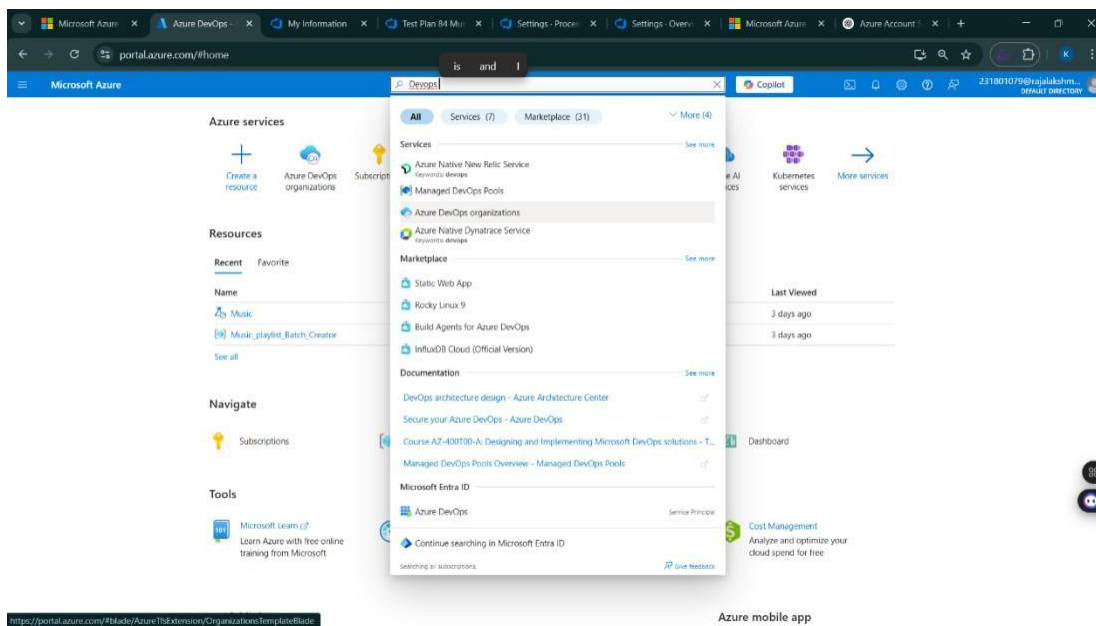 Microsoft Azure
Azure DevOps -
My Information
Test Plan 84 Mu
Settings - Proce
Settings - Overv
Microsoft Azure
Azure Account S
portal.azure.com/#home
is and I
K
Microsoft Azure
Devops
Copilot
231801079@rajalakshm...
DEFAULT DIRECTORY
All
Services (7)
Marketplace (31)
More (4)
Azure services
Create a resource
Azure DevOps organizations
Subscript
Kubernetes services
More services
Services
See more
Azure Native New Relic Service
Keywords: devops
Managed DevOps Pools
Azure DevOps organizations
Azure Native Dynatrace Service
Keywords: devops
Resources
Recent
Favorite
Name
Last Viewed
Music
3 days ago
Music_playlist_Batch_Creator
3 days ago
See all
Marketplace
See more
Static Web App
Rocky Linux 9
Build Agents for Azure DevOps
InfluxDB Cloud (Official Version)
Documentation
See more
DevOps architecture design - Azure Architecture Center
Secure your Azure DevOps - Azure DevOps
Course AZ-400T00-A: Designing and Implementing Microsoft DevOps solutions - T...
Managed DevOps Pools Overview - Managed DevOps Pools
Microsoft Entra ID
Azure DevOps
Service Principal
Continue searching in Microsoft Entra ID
Searching all subscriptions.
Give feedback
Navigate
Subscriptions
Dashboard
Tools
Microsoft Learn
Learn Azure with free online
training from Microsoft
Cost Management
Analyze and optimize your
cloud spend for free
Azure mobile app
https://portal.azure.com/#blade/AzureTfsExtension/OrganizationsTemplateBlade